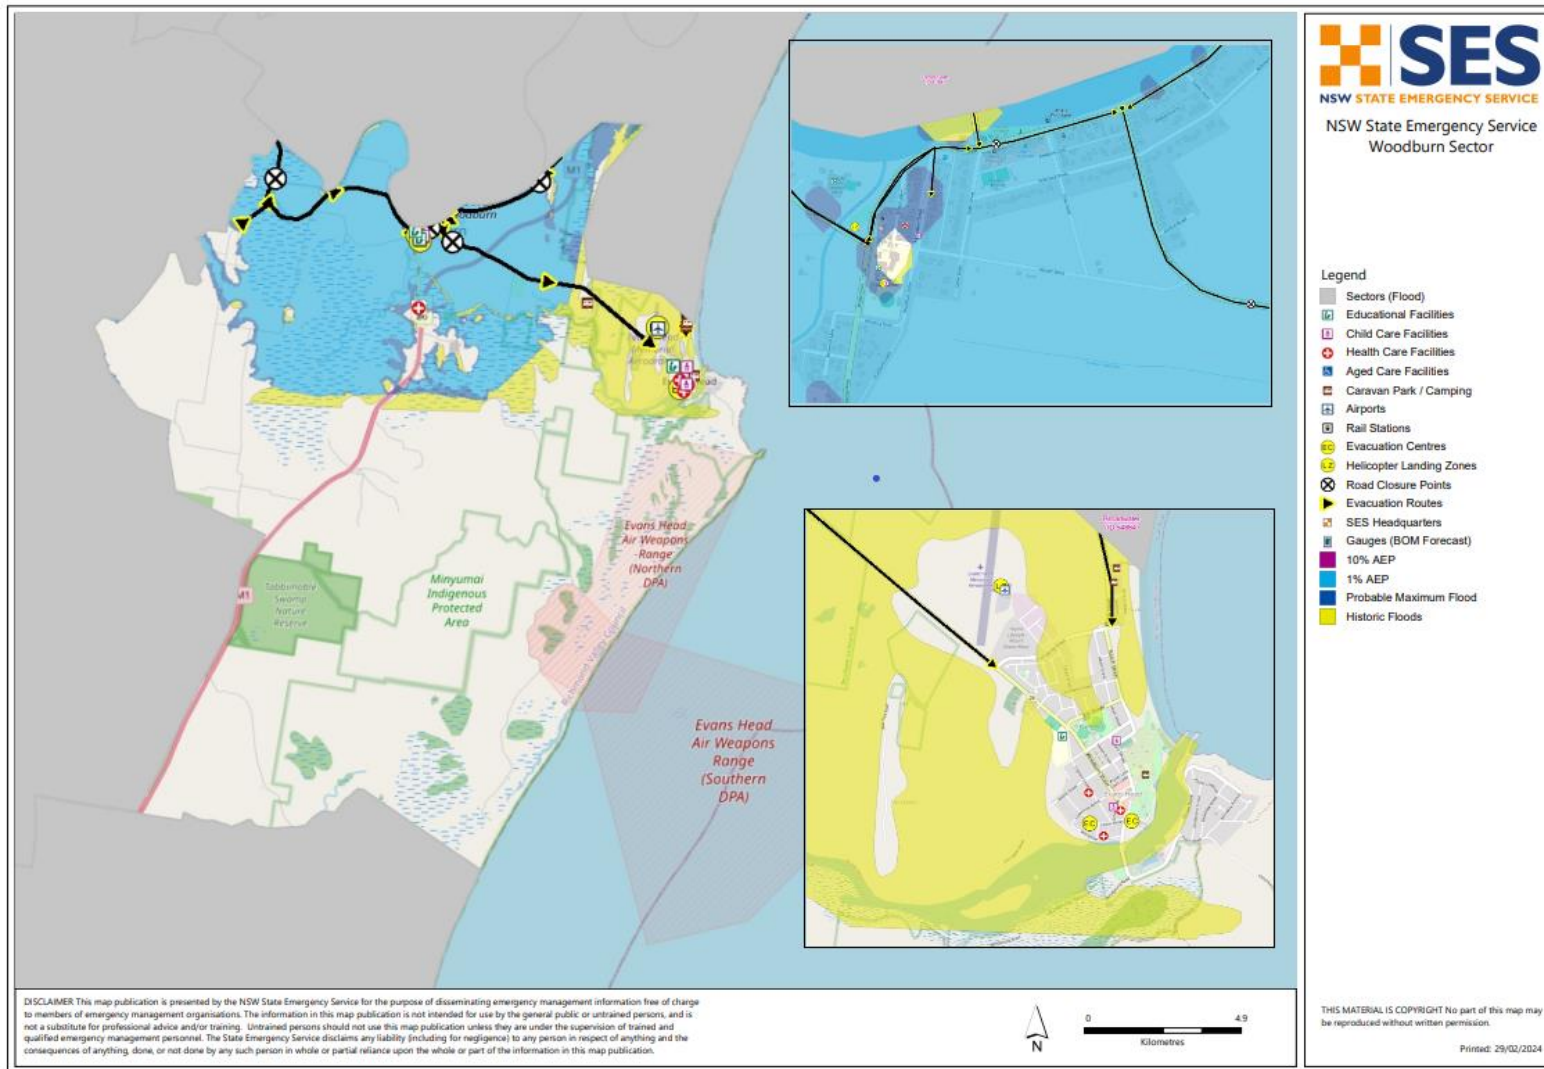 SES
NSW STATE EMERGENCY SERVICE
NSW State Emergency Service
Woodburn Sector
Legend
Sectors (Flood)
Educational Facilities
Child Care Facilities
Health Care Facilities
Aged Care Facilities
Caravan Park / Camping
Airports
Rail Stations
Evacuation Centres
Helicopter Landing Zones
Road Closure Points
Evacuation Routes
SES Headquarters
Gauges (BOM Forecast)
10% AEP
1% AEP
Probable Maximum Flood
Historic Floods
M1
M1
Tabbimoble
Swamp
Nature
Reserve
Minyumai
Indigenous
Protected
Area
Evans Head
Air Weapons
Range
(Northern
DPA)
Evans Head
Air Weapons
Range
(Southern
DPA)
Richmond Valley Council
EC
EC
Evans Head
DISCLAIMER This map publication is presented by the NSW State Emergency Service for the purpose of disseminating emergency management information free of charge
to members of emergency management organisations. The information in this map publication is not intended for use by the general public or untrained persons, and is
not a substitute for professional advice and/or training. Untrained persons should not use this map publication unless they are under the supervision of trained and
qualified emergency management personnel. The State Emergency Service disclaims any liability (including for negligence) to any person in respect of anything and the
consequences of anything, done, or not done by any such person in whole or partial reliance upon the whole or part of the information in this map publication.
N
0 4.9
Kilometres
THIS MATERIAL IS COPYRIGHT No part of this map may
be reproduced without written permission.
Printed: 29/02/2024